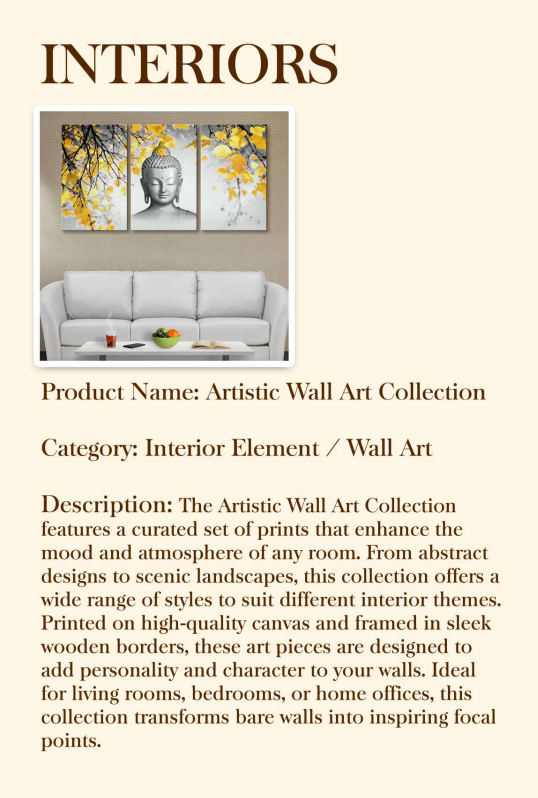 INTERIORS
Product Name: Artistic Wall Art Collection
Category: Interior Element / Wall Art
Description: The Artistic Wall Art Collection
features a curated set of prints that enhance the
mood and atmosphere of any room. From abstract
designs to scenic landscapes, this collection offers a
wide range of styles to suit different interior themes.
Printed on high-quality canvas and framed in sleek
wooden borders, these art pieces are designed to
add personality and character to your walls. Ideal
for living rooms, bedrooms, or home offices, this
collection transforms bare walls into inspiring focal
points.